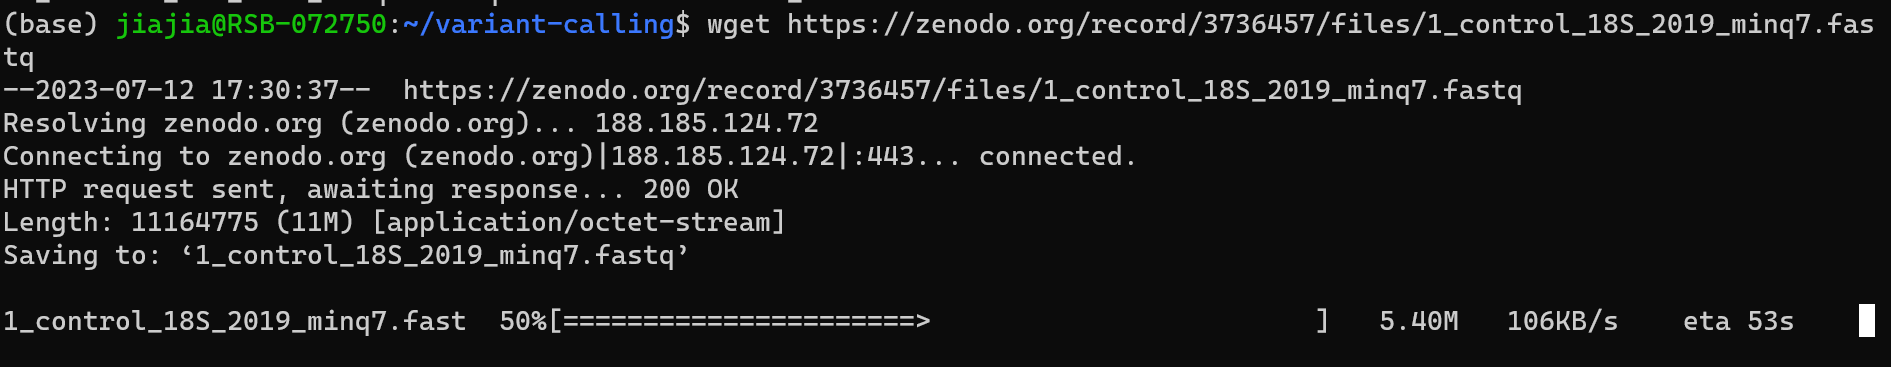 (base) jiajia@RSB-072750:~/variant-calling$ wget https://zenodo.org/record/3736457/files/1_control_18S_2019_minq7.fas
tq
--2023-07-12 17:30:37--  https://zenodo.org/record/3736457/files/1_control_18S_2019_minq7.fastq
Resolving zenodo.org (zenodo.org)... 188.185.124.72
Connecting to zenodo.org (zenodo.org)|188.185.124.72|:443... connected.
HTTP request sent, awaiting response... 200 OK
Length: 11164775 (11M) [application/octet-stream]
Saving to: ‘1_control_18S_2019_minq7.fastq’
1_control_18S_2019_minq7.fast  50%[======================>                        ]   5.40M   106KB/s    eta 53s